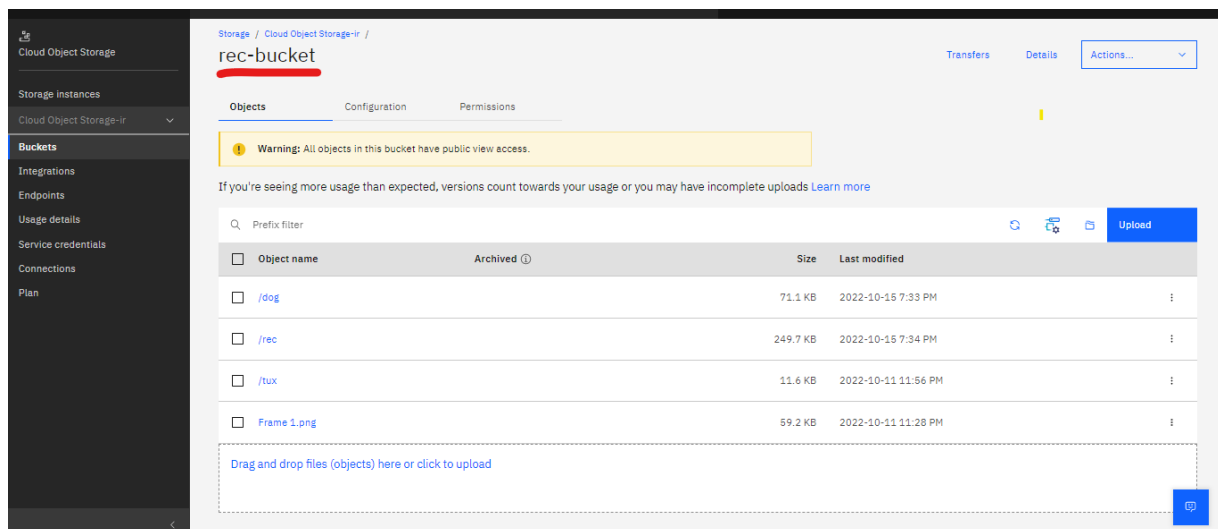 Cloud Object Storage
Storage instances
Cloud Object Storage-ir
Buckets
Integrations
Endpoints
Usage details
Service credentials
Connections
Plan
Storage / Cloud Object Storage-ir /
rec-bucket
Transfers Details Actions...
Objects Configuration Permissions
Warning: All objects in this bucket have public view access.
If you're seeing more usage than expected, versions count towards your usage or you may have incomplete uploads Learn more
Prefix filter Upload
Object name Archived Size Last modified
/dog 71.1 KB 2022-10-15 7:33 PM
/rec 249.7 KB 2022-10-15 7:34 PM
/tux 11.6 KB 2022-10-11 11:56 PM
Frame 1.png 59.2 KB 2022-10-11 11:28 PM
Drag and drop files (objects) here or click to upload